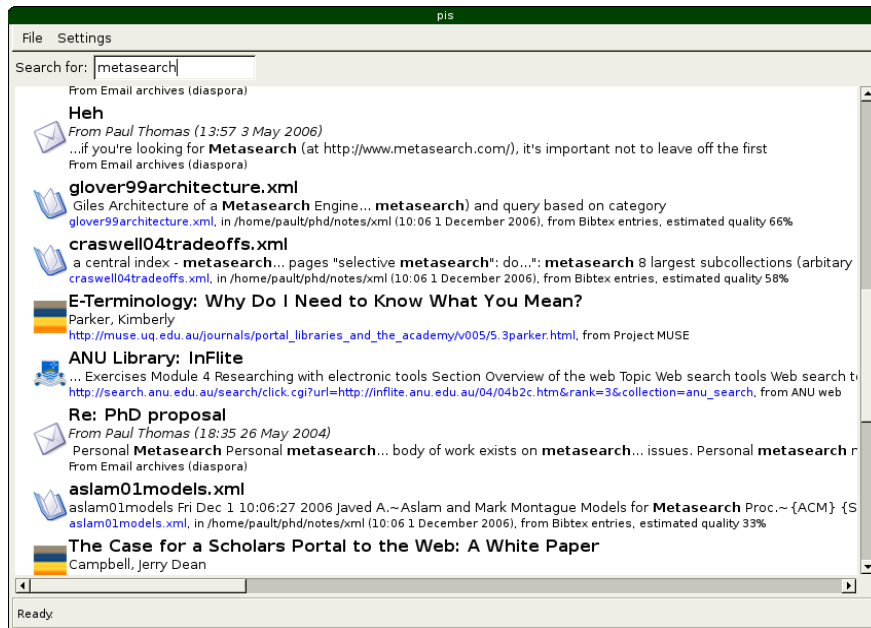 pis
File Settings
Search for: metasearch
From Email archives (diaspora)
Heh
From Paul Thomas (13:57 3 May 2006)
...if you're looking for Metasearch (at http://www.metasearch.com/), it's important not to leave off the first
From Email archives (diaspora)
glover99architecture.xml
Giles Architecture of a Metasearch Engine... metasearch) and query based on category
glover99architecture.xml, in /home/pault/phd/notes/xml (10:06 1 December 2006), from Bibtex entries, estimated quality 66%
craswell04tradeoffs.xml
a central index - metasearch... pages "selective metasearch": do...": metasearch 8 largest subcollections (arbitary
craswell04tradeoffs.xml, in /home/pault/phd/notes/xml (10:06 1 December 2006), from Bibtex entries, estimated quality 58%
E-Terminology: Why Do I Need to Know What You Mean?
Parker, Kimberly
http://muse.uq.edu.au/journals/portal_libraries_and_the_academy/v005/5.3parker.html, from Project MUSE
ANU Library: InFlite
... Exercises Module 4 Researching with electronic tools Section Overview of the web Topic Web search tools Web search
http://search.anu.edu.au/search/click.cgi?url=http://inflite.anu.edu.au/04/04b2c.htm&rank=3&collection=anu_search, from ANU web
Re: PhD proposal
From Paul Thomas (18:35 26 May 2004)
Personal Metasearch Personal metasearch... body of work exists on metasearch... issues. Personal metasearch
From Email archives (diaspora)
aslam01models.xml
aslam01models Fri Dec 1 10:06:27 2006 Javed A.~Aslam and Mark Montague Models for Metasearch Proc.~{ACM} {S
aslam01models.xml, in /home/pault/phd/notes/xml (10:06 1 December 2006), from Bibtex entries, estimated quality 33%
The Case for a Scholars Portal to the Web: A White Paper
Campbell, Jerry Dean
Ready.